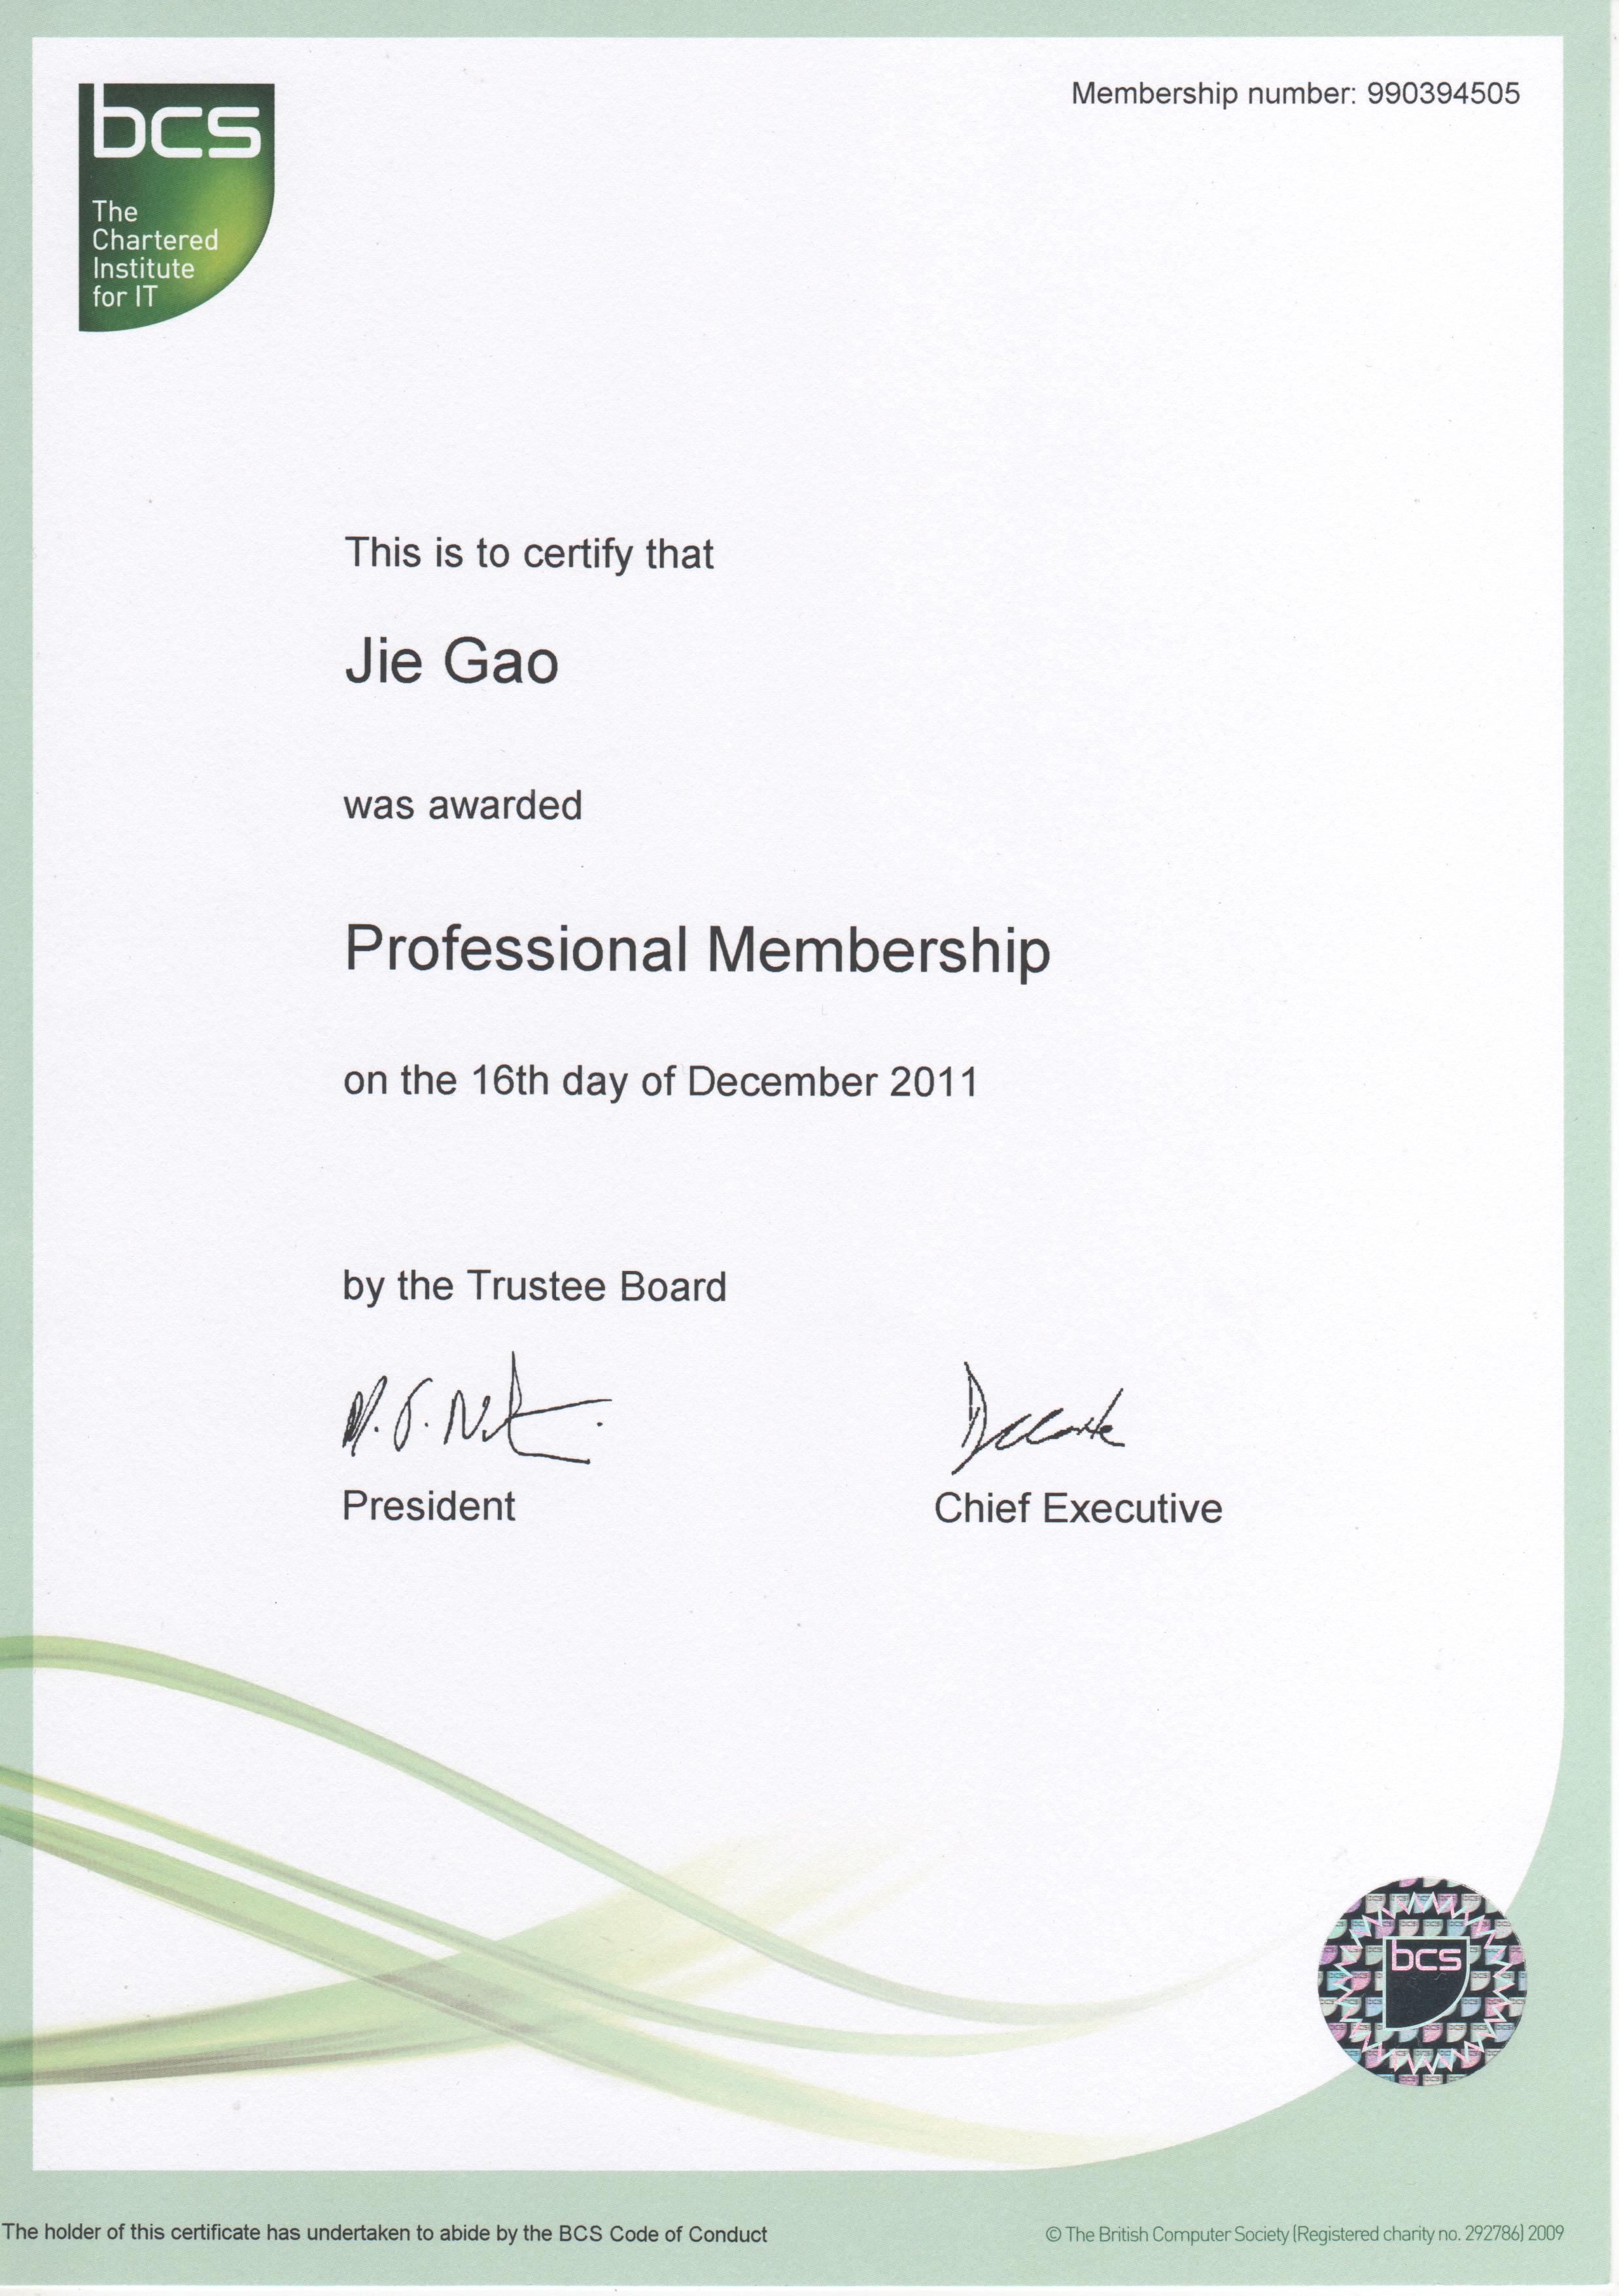 bcs
The
Chartered
Institute
for IT
Membership number: 990394505
This is to certify that
Jie Gao
was awarded
Professional Membership
on the 16th day of December 2011
by the Trustee Board
President
Chief Executive
bcs
The holder of this certificate has undertaken to abide by the BCS Code of Conduct
© The British Computer Society (Registered charity no. 292786) 2009